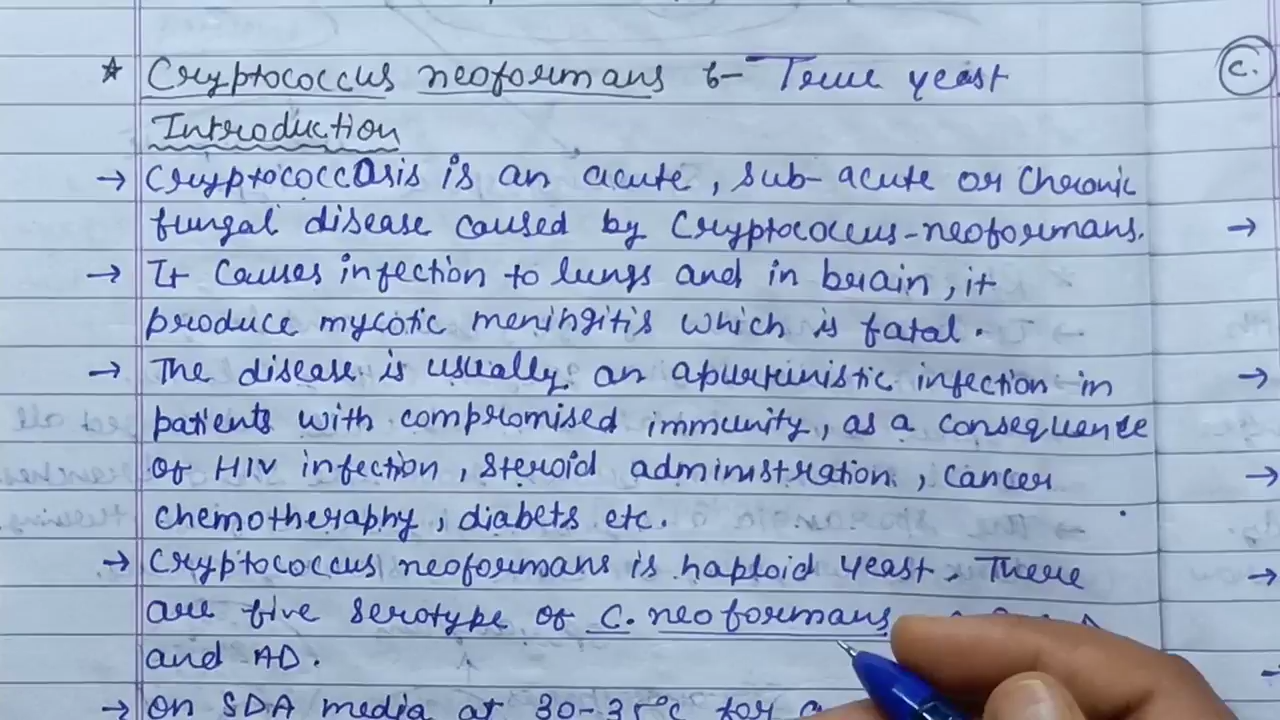 * Cryptococcus neoformans :- True yeast
Introduction
→ Cryptococcosis is an acute, sub-acute or Chronic
fungal disease caused by Cryptococcus-neoformans.
→ It Causes infection to lungs and in brain, it
produce mycotic meningitis which is fatal.
→ The disease is usually an apurtunistic infection in
patients with compromised immunity, as a consequence
of HIV infection, steroid administration, cancer
chemotheraphy, diabets etc.
→ Cryptococcus neoformans is haploid yeast. There
are five serotype of C. neoformans
and AD.
→ On SDA media at 30-35°C for
C.